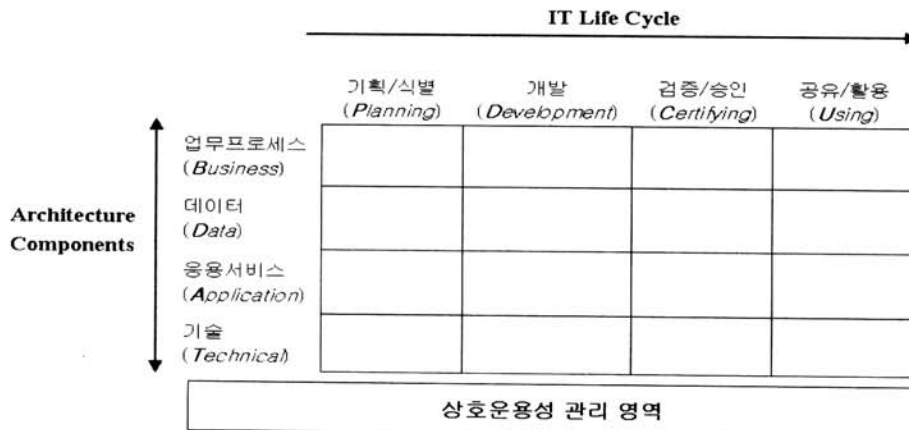 IT Life Cycle
기획/식별 개발 검증/승인 공유/활용
(Planning) (Development) (Certifying) (Using)
업무프로세스
(Business)
Architecture
Components
데이터
(Data)
응용서비스
(Application)
기술
(Technical)
상호운용성 관리 영역